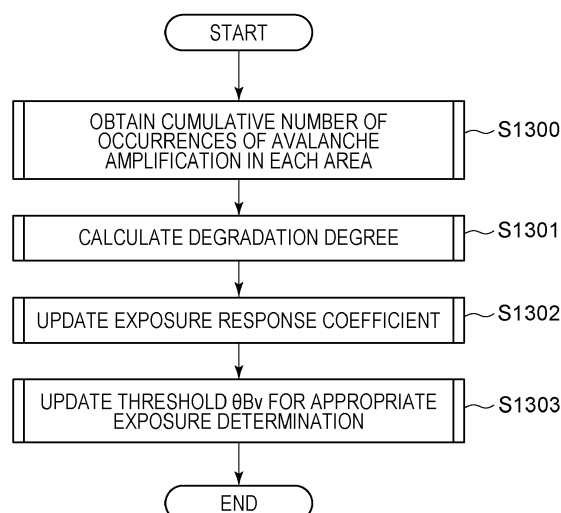 START
OBTAIN CUMULATIVE NUMBER OF
OCCURRENCES OF AVALANCHE
AMPLIFICATION IN EACH AREA
S1300
CALCULATE DEGRADATION DEGREE
S1301
UPDATE EXPOSURE RESPONSE COEFFICIENT
S1302
UPDATE THRESHOLD θBv FOR APPROPRIATE
EXPOSURE DETERMINATION
S1303
END